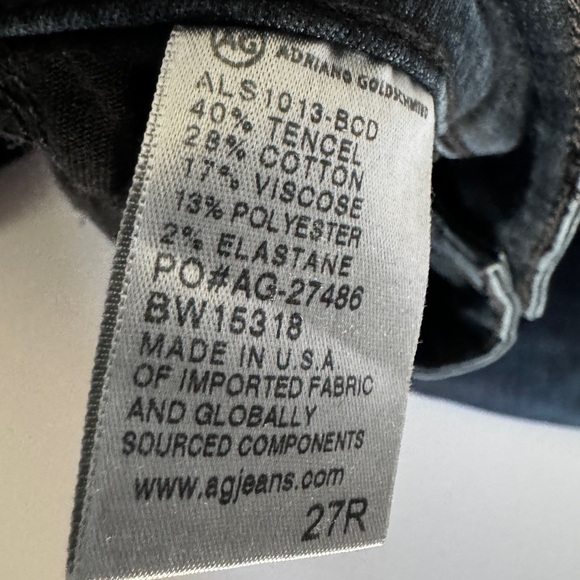 AG
ADRIANO GOLDSCHMIED
ALS1013-BCD
40% TENCEL
28% COTTON
17% VISCOSE
13% POLYESTER
2% ELASTANE
PO#AG-27486
BW15318
MADE IN U.S.A.
OF IMPORTED FABRIC
AND GLOBALLY
SOURCED COMPONENTS
www.agjeans.com
27R